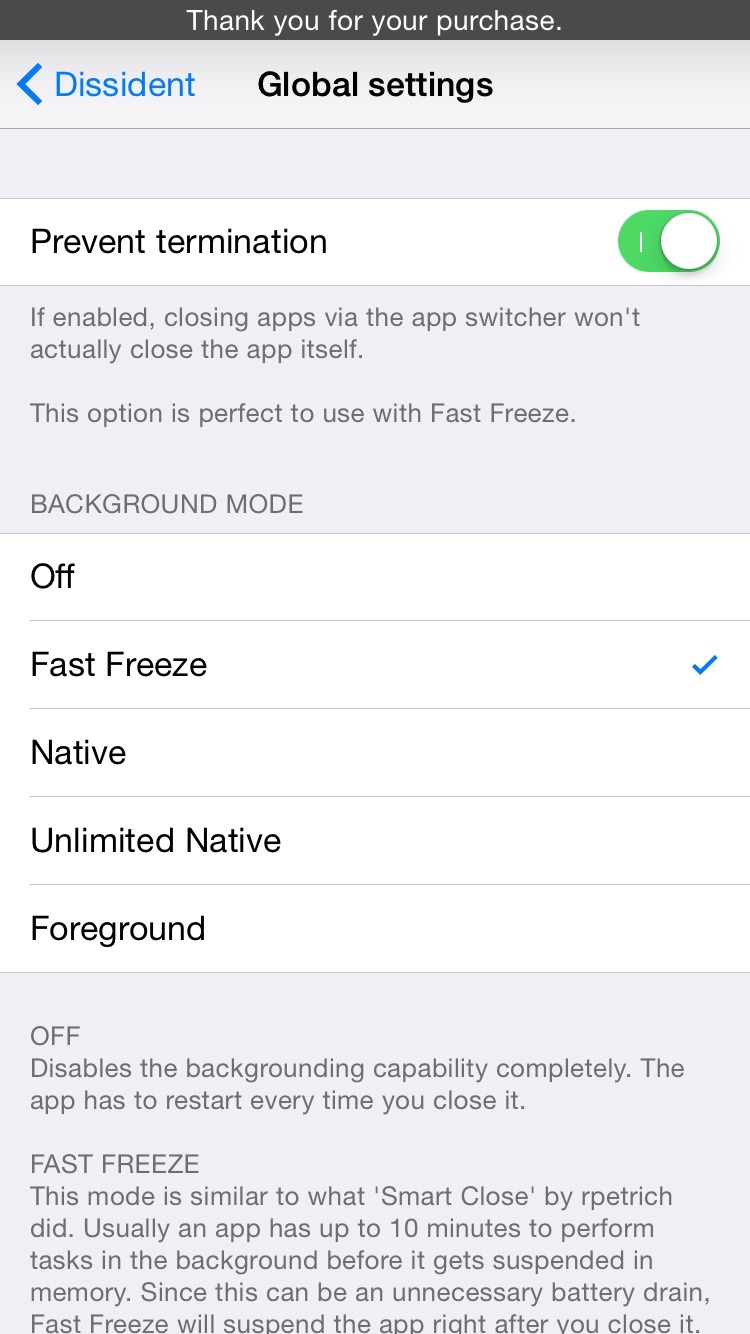 Thank you for your purchase.
Dissident
Global settings
Prevent termination
If enabled, closing apps via the app switcher won't
actually close the app itself.
This option is perfect to use with Fast Freeze.
BACKGROUND MODE
Off
Fast Freeze
Native
Unlimited Native
Foreground
OFF
Disables the backgrounding capability completely. The
app has to restart every time you close it.
FAST FREEZE
This mode is similar to what 'Smart Close' by rpetrich
did. Usually an app has up to 10 minutes to perform
tasks in the background before it gets suspended in
memory. Since this can be an unnecessary battery drain,
Fast Freeze will suspend the app right after you close it.